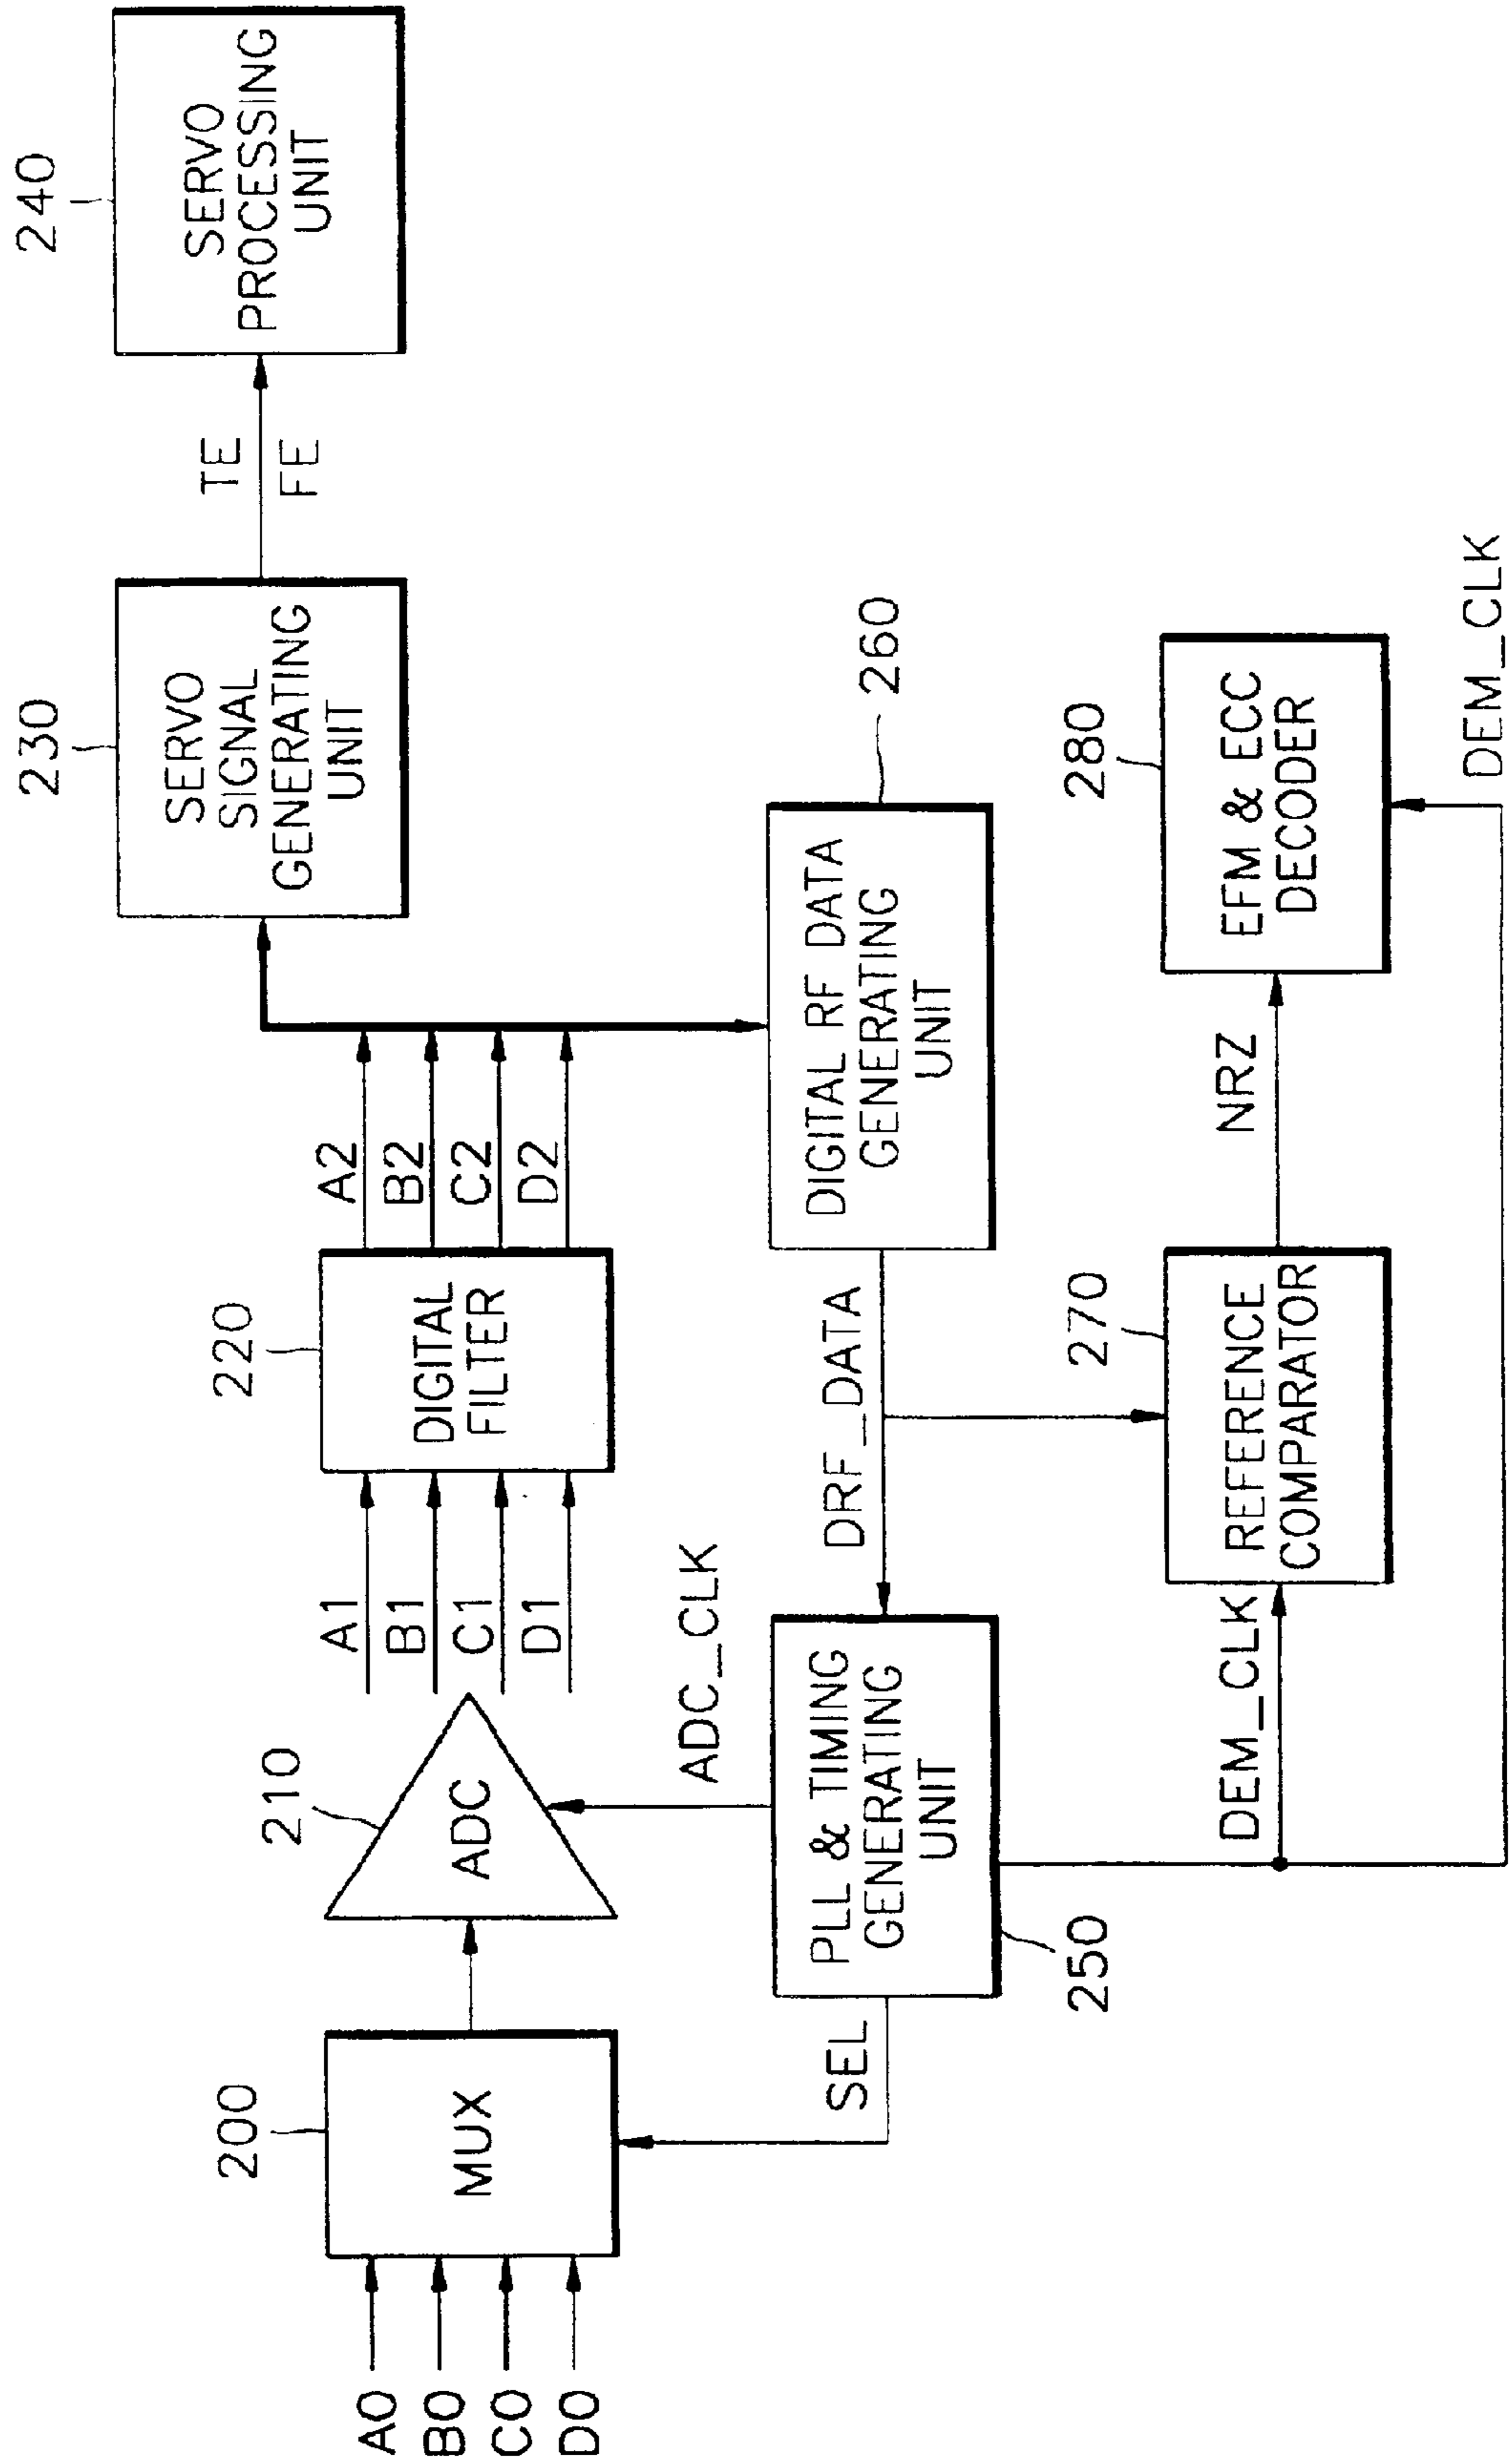 240
SERVO
PROCESSING
UNIT
TE
FE
230
SERVO
SIGNAL
GENERATING
UNIT
A2
B2
C2
D2
220
DIGITAL
FILTER
A1
B1
C1
D1
210
ADC
200
MUX
A0
B0
C0
D0
260
DIGITAL RF DATA
GENERATING
UNIT
DRF_DATA
ADC_CLK
PLL & TIMING
GENERATING
UNIT
250
SEL
280
EFM & ECC
DECODER
NRZ
270
REFERENCE
COMPARATOR
DEM_CLK
DEM_CLK